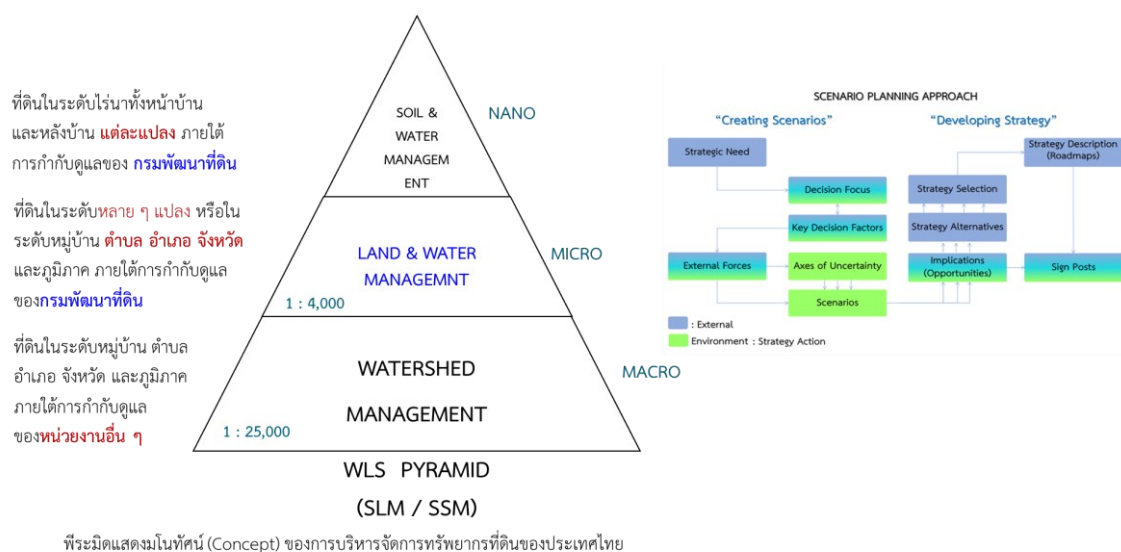 ที่ดินในระดับไร่นาทั้งหน้าบ้าน
และหลังบ้าน แต่ละแปลง ภายใต้
การกำกับดูแลของ กรมพัฒนาที่ดิน
ที่ดินในระดับหลาย ๆ แปลง หรือใน
ระดับหมู่บ้าน ตำบล อำเภอ จังหวัด
และภูมิภาค ภายใต้การกำกับดูแล
ของกรมพัฒนาที่ดิน
ที่ดินในระดับหมู่บ้าน ตำบล
อำเภอ จังหวัด และภูมิภาค
ภายใต้การกำกับดูแล
ของหน่วยงานอื่น ๆ
SOIL &
WATER
MANAGEM
ENT
NANO
LAND & WATER
MANAGEMNT
MICRO
1 : 4,000
WATERSHED
MANAGEMENT
MACRO
1 : 25,000
WLS PYRAMID
(SLM / SSM)
พีระมิดแสดงมโนทัศน์ (Concept) ของการบริหารจัดการทรัพยากรที่ดินของประเทศไทย
SCENARIO PLANNING APPROACH
"Creating Scenarios"
"Developing Strategy"
Strategic Need
Strategy Description
(Roadmaps)
Decision Focus
Strategy Selection
Key Decision Factors
Strategy Alternatives
External Forces
Axes of Uncertainty
Implications
(Opportunities)
Sign Posts
Scenarios
: External
Environment : Strategy Action